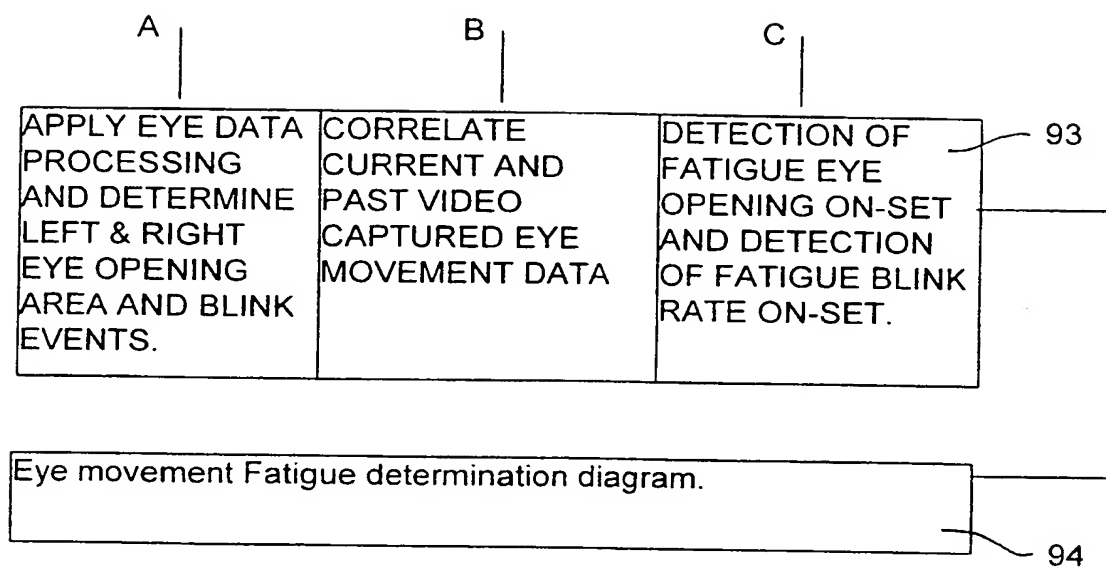 A
B
C
APPLY EYE DATA
PROCESSING
AND DETERMINE
LEFT & RIGHT
EYE OPENING
AREA AND BLINK
EVENTS.
CORRELATE
CURRENT AND
PAST VIDEO
CAPTURED EYE
MOVEMENT DATA
DETECTION OF
FATIGUE EYE
OPENING ON-SET
AND DETECTION
OF FATIGUE BLINK
RATE ON-SET.
93
Eye movement Fatigue determination diagram.
94